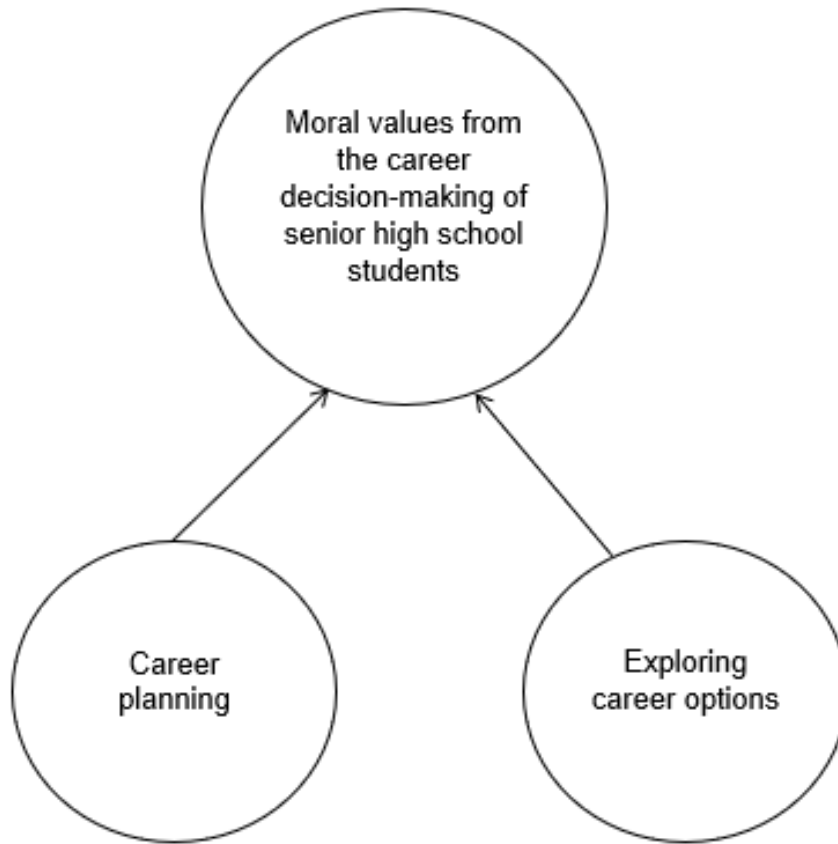 Moral values from
the career
decision-making of
senior high school
students
Career
planning
Exploring
career options